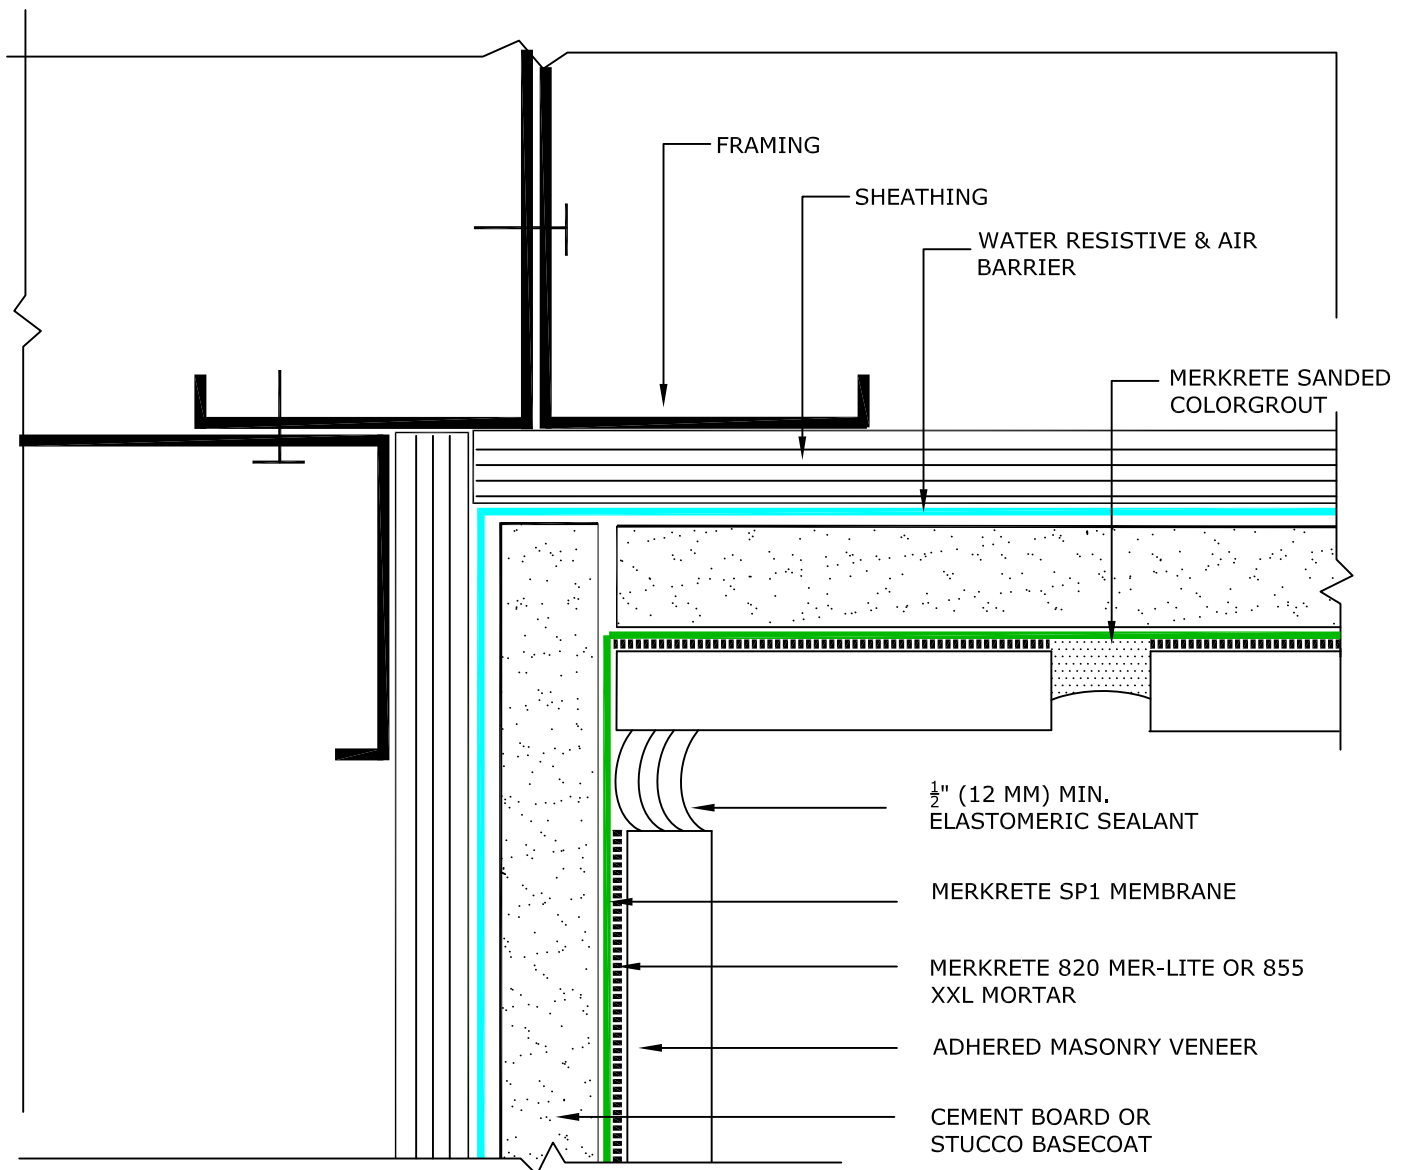 FRAMING
SHEATHING
WATER RESISTIVE & AIR
BARRIER
MERKRETE SANDED
COLORGROUT
½" (12 MM) MIN.
ELASTOMERIC SEALANT
MERKRETE SP1 MEMBRANE
MERKRETE 820 MER-LITE OR 855
XXL MORTAR
ADHERED MASONRY VENEER
CEMENT BOARD OR
STUCCO BASECOAT